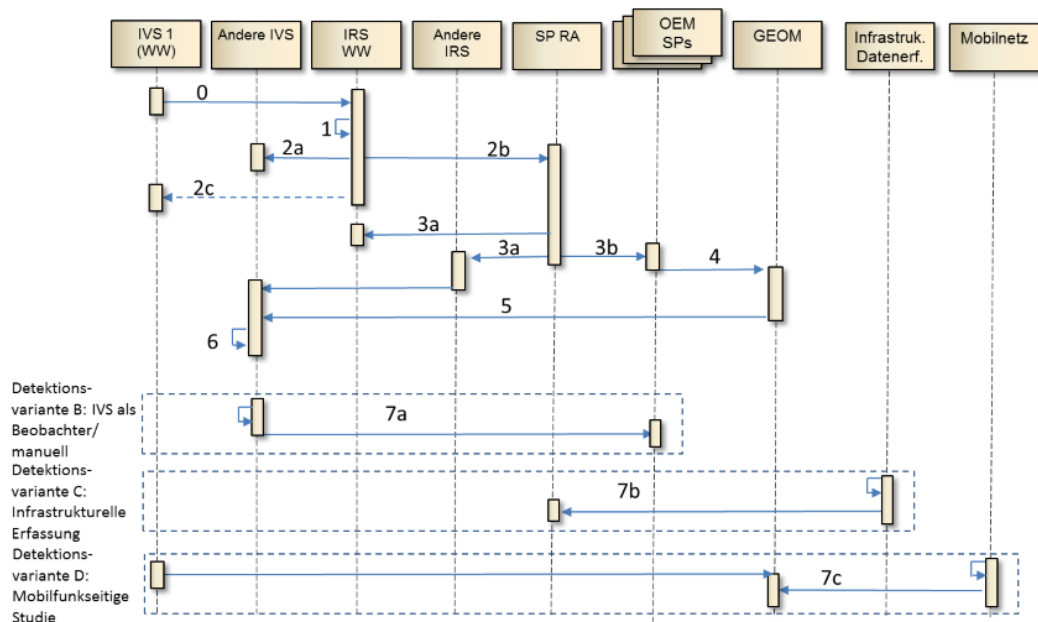 IVS 1
(WW)
Andere IVS
IRS
WW
Andere
IRS
SP RA
OEM
SPs
GEOM
Infrastruk.
Datenerf.
Mobilnetz
0
1
2a
2b
2c
3a
3a
3b
4
5
6
Detektions-
variante B: IVS als
Beobachter/
manuell
7a
Detektions-
variante C:
Infrastrukturelle
Erfassung
7b
Detektions-
variante D:
Mobilfunkseitige
Studie
7c